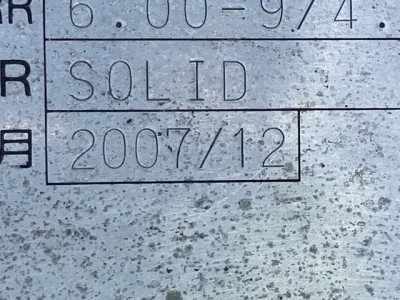 R 6.00-9/4.
R SOLID
月 2007/12